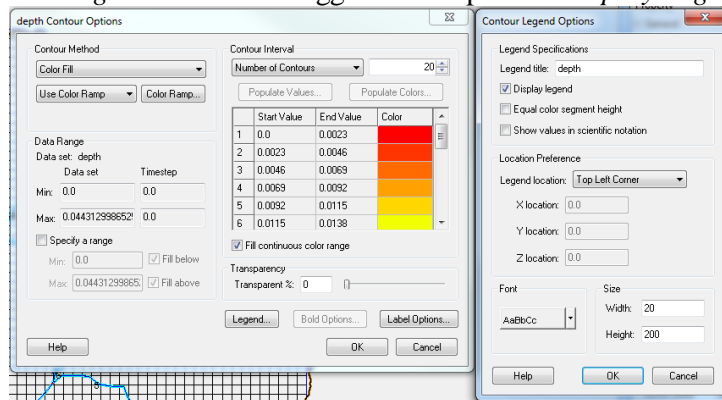 depth Contour Options
Contour Method
Color Fill
Use Color Ramp
Color Ramp...
Data Range
Data set: depth
Data set Timestep
Min: 0.0 0.0
Max: 0.0
Specify a range
Min: 0.0 Fill below
Max: 0.04431299865 Fill above
Help
Contour Interval
Number of Contours 20
Populate Values... Populate Colors...
Start Value End Value Color
1 0.0 0.0023
2 0.0023 0.0046
3 0.0046 0.0069
4 0.0069 0.0092
5 0.0092 0.0115
6 0.0115 0.0138
Fill continuous color range
Transparency
Transparent %: 0
Legend... Bold Options... Label Options...
OK Cancel
Contour Legend Options
Legend Specifications
Legend title: depth
Display legend
Equal color segment height
Show values in scientific notation
Location Preference
Legend location: Top Left Corner
X location: 0.0
Y location: 0.0
Z location: 0.0
Font
AaBbCc
Size
Width: 20
Height: 200
Help OK Cancel